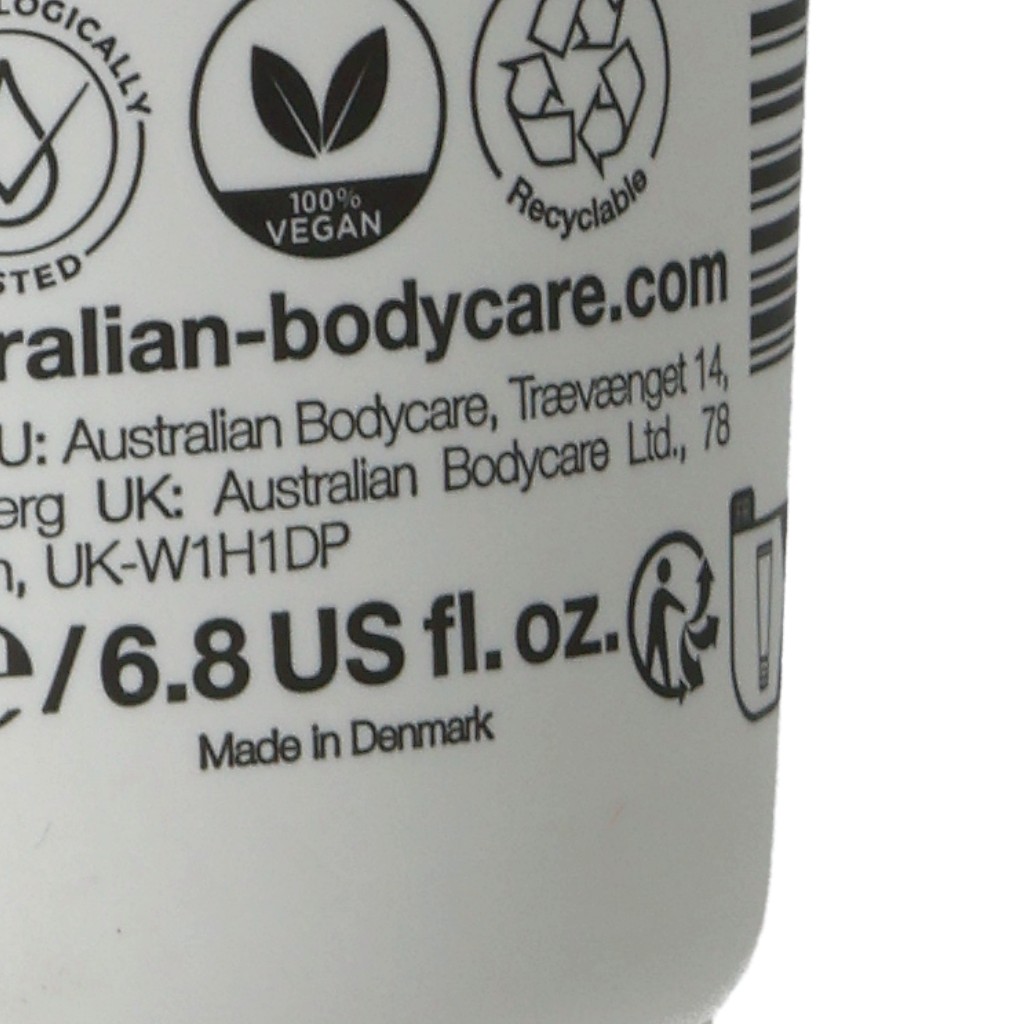 100%
VEGAN
Recyclable
ralian-bodycare.com
U: Australian Bodycare, Trævænget 14,
erg UK: Australian Bodycare Ltd., 78
n, UK-W1H1DP
e / 6.8 US fl. oz.
Made in Denmark
LOGICALLY
STED
FR